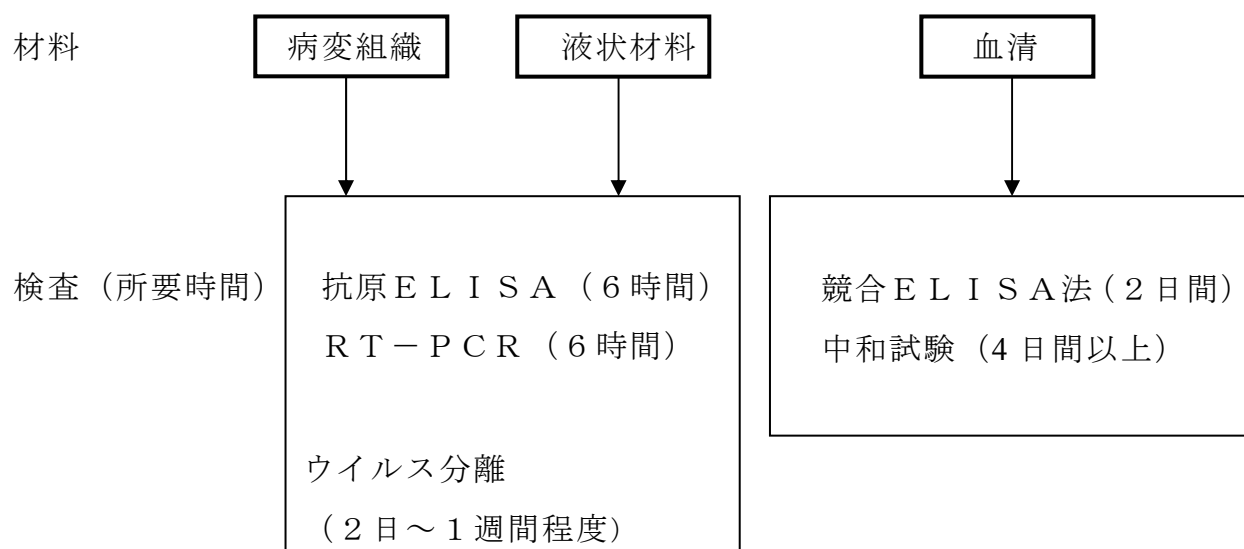 材料
病変組織
液状材料
血清
検査（所要時間）
抗原ＥＬＩＳＡ（６時間）
ＲＴ－ＰＣＲ（６時間）
ウイルス分離
（２日～１週間程度）
競合ＥＬＩＳＡ法（２日間）
中和試験（4 日間以上）